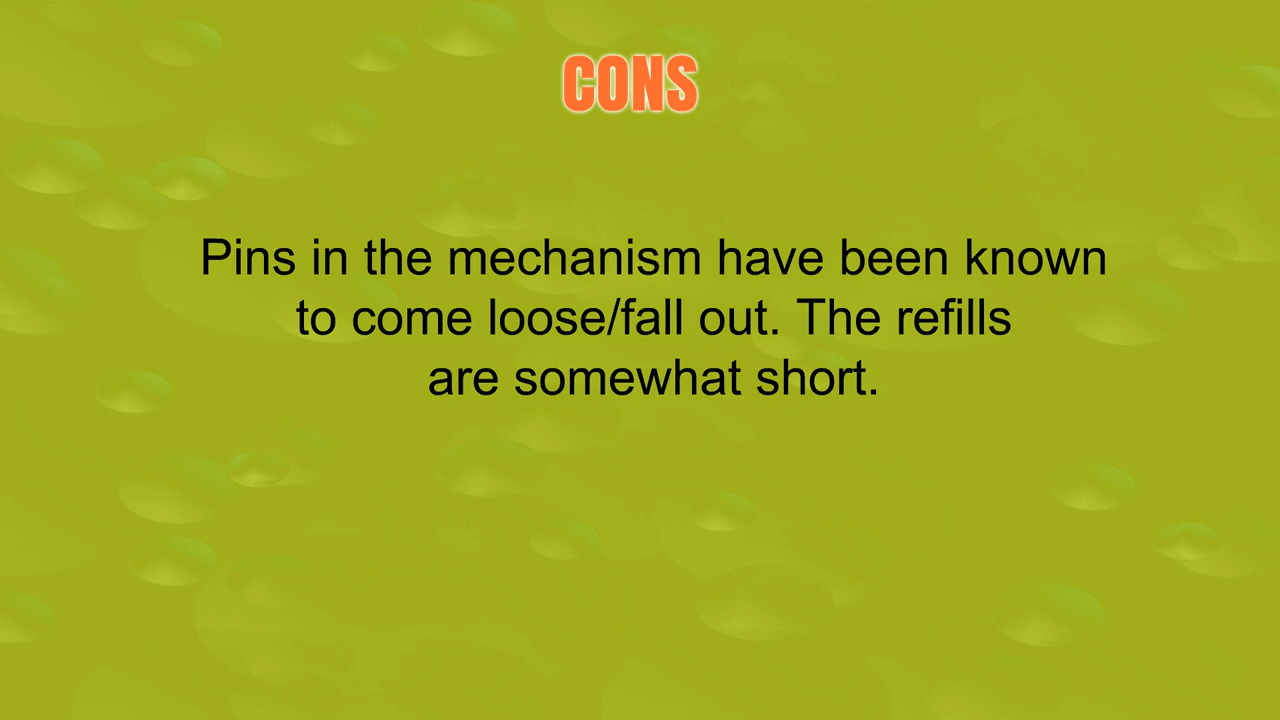 CONS
Pins in the mechanism have been known
to come loose/fall out. The refills
are somewhat short.